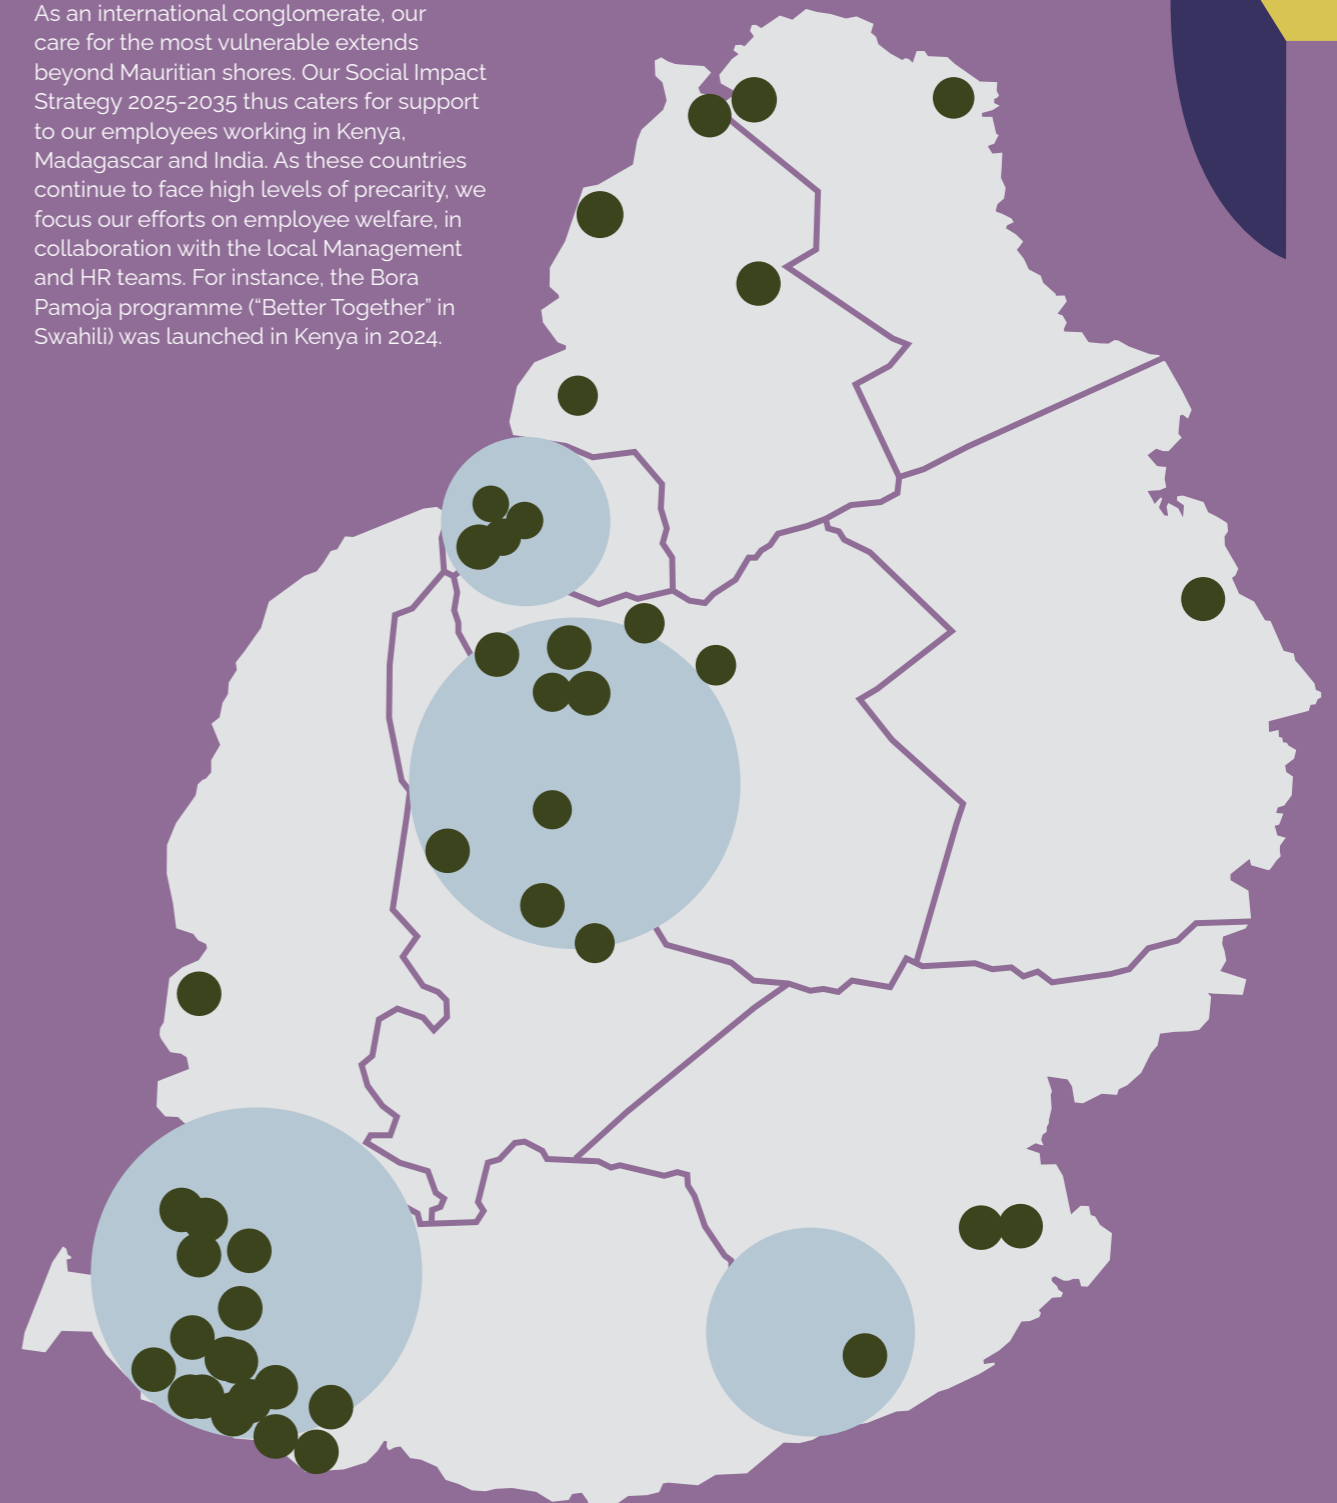 As an international conglomerate, our
care for the most vulnerable extends
beyond Mauritian shores. Our Social Impact
Strategy 2025-2035 thus caters for support
to our employees working in Kenya,
Madagascar and India. As these countries
continue to face high levels of precarity, we
focus our efforts on employee welfare, in
collaboration with the local Management
and HR teams. For instance, the Bora
Pamoja programme (“Better Together” in
Swahili) was launched in Kenya in 2024.